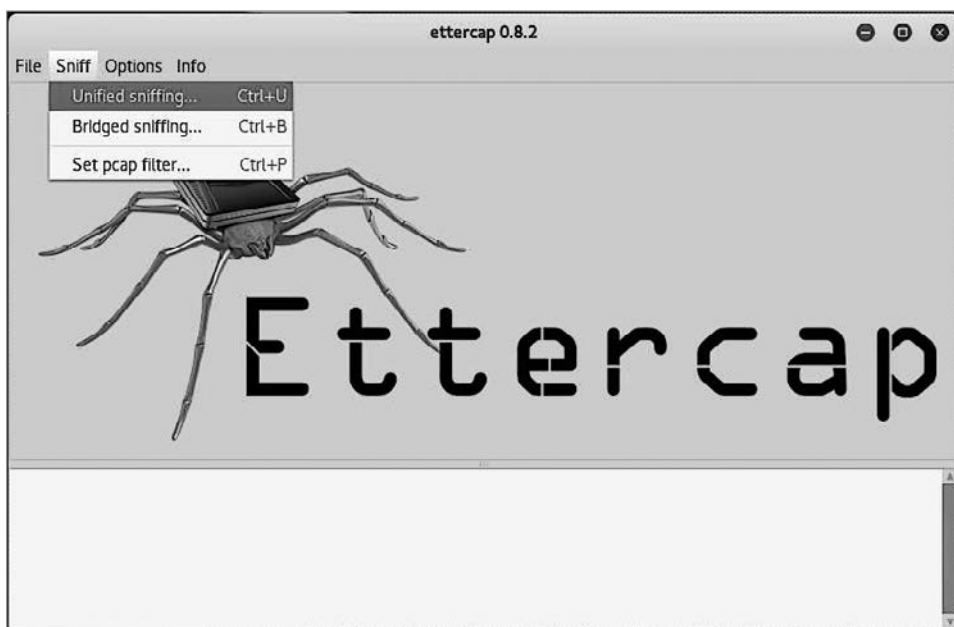 ettercap 0.8.2
File Sniff Options Info
Unified sniffing... Ctrl+U
Bridged sniffing... Ctrl+B
Set pcap filter... Ctrl+P
Ettercap